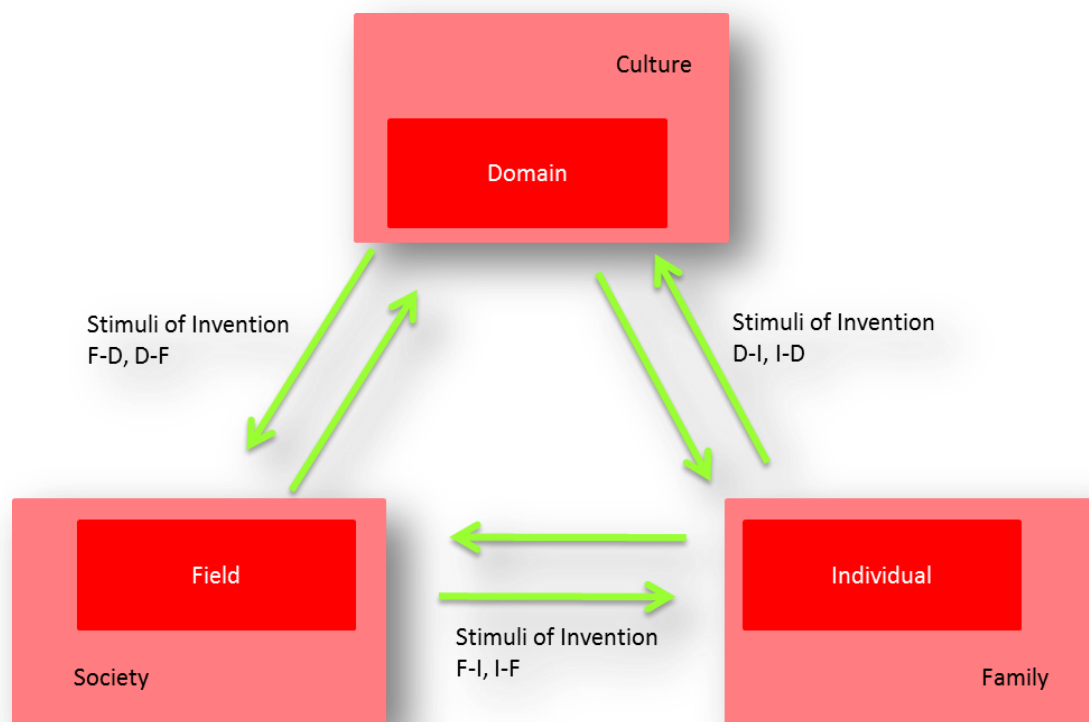 Culture
Domain
Stimuli of Invention
F-D, D-F
Stimuli of Invention
D-I, I-D
Field
Individual
Stimuli of Invention
F-I, I-F
Society
Family